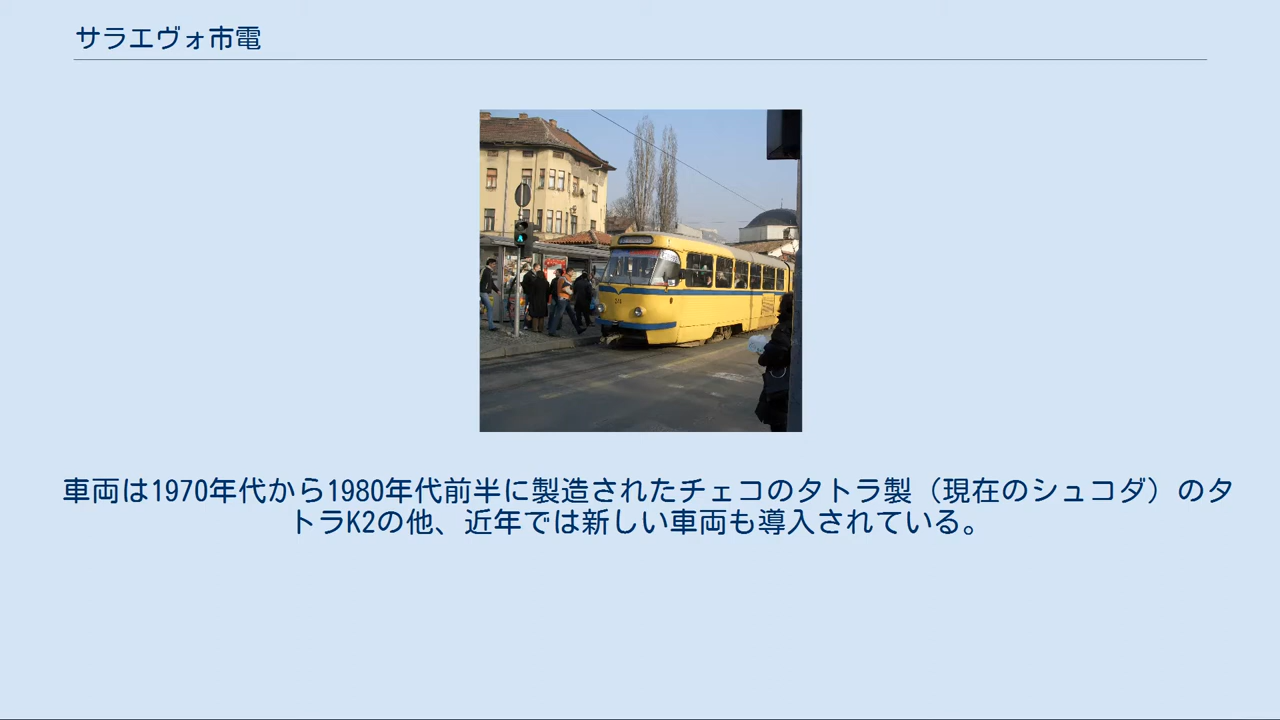 サラエヴォ市電
車両は1970年代から1980年代前半に製造されたチェコのタトラ製（現在のシュコダ）のタ
トラK2の他、近年では新しい車両も導入されている。